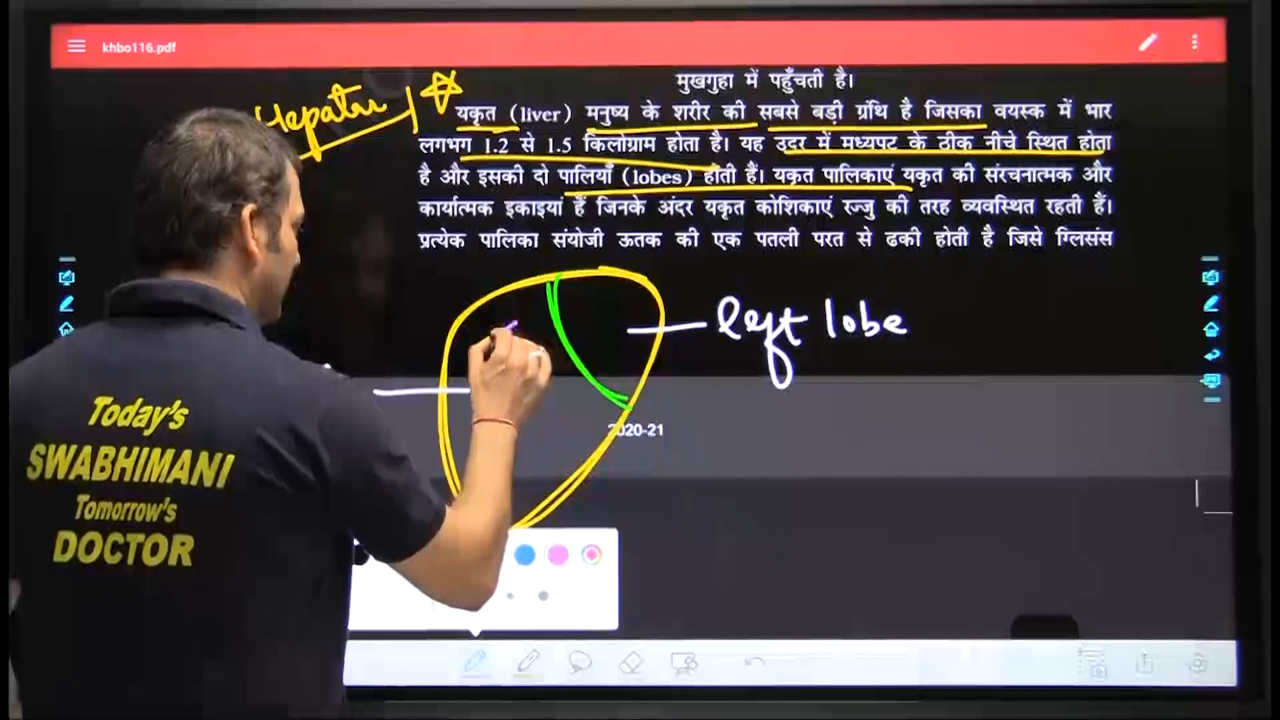 khbo116.pdf
मुखगुहा में पहुँचती है।
यकृत (liver) मनुष्य के शरीर की सबसे बड़ी ग्रंथि है जिसका वयस्क में भार
लगभग 1.2 से 1.5 किलोग्राम होता है। यह उदर में मध्यपट के ठीक नीचे स्थित होता
है और इसकी दो पालियाँ (lobes) होती हैं। यकृत पालिकाएं यकृत की संरचनात्मक और
कार्यात्मक इकाइयां हैं जिनके अंदर यकृत कोशिकाएं रज्जु की तरह व्यवस्थित रहती हैं।
प्रत्येक पालिका संयोजी ऊतक की एक पतली परत से ढकी होती है जिसे ग्लिसंस
left lobe
2020-21
Today's
SWABHIMANI
Tomorrow's
DOCTOR